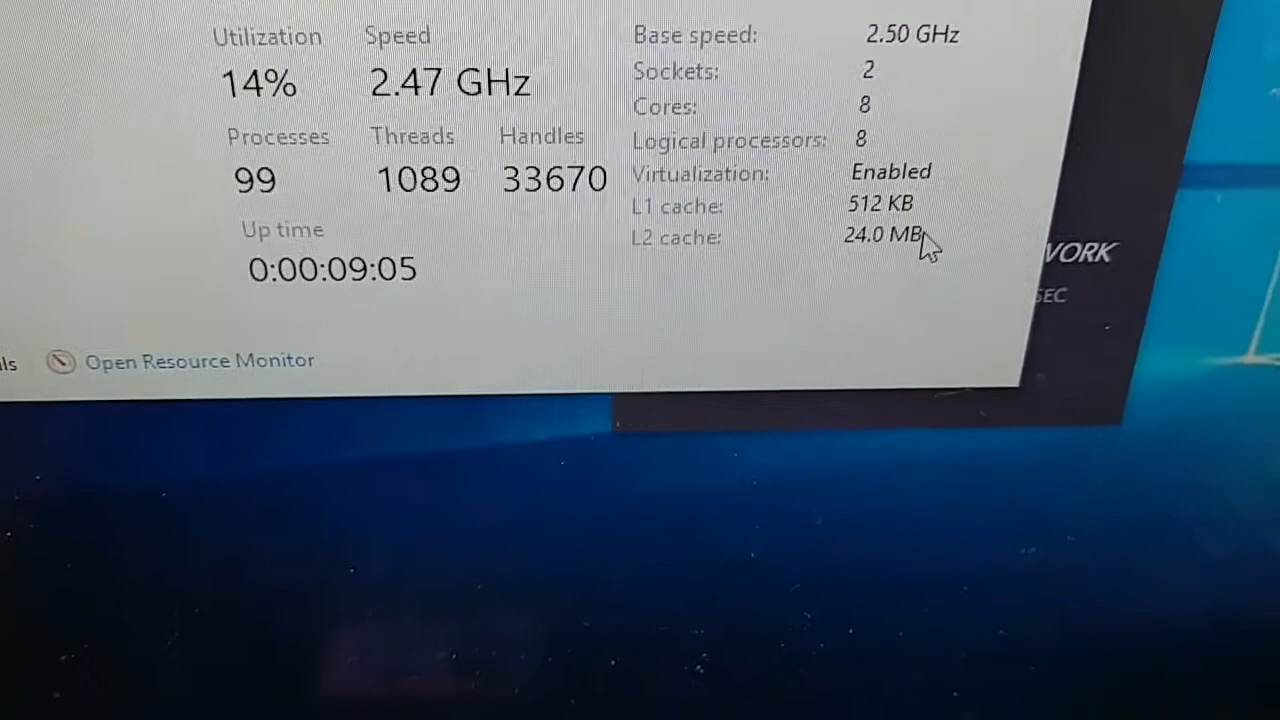 Utilization Speed
14% 2.47 GHz
Processes Threads Handles
99 1089 33670
Up time
0:00:09:05
Base speed: 2.50 GHz
Sockets: 2
Cores: 8
Logical processors: 8
Virtualization: Enabled
L1 cache: 512 KB
L2 cache: 24.0 MB
VORK
SEC
ls Open Resource Monitor